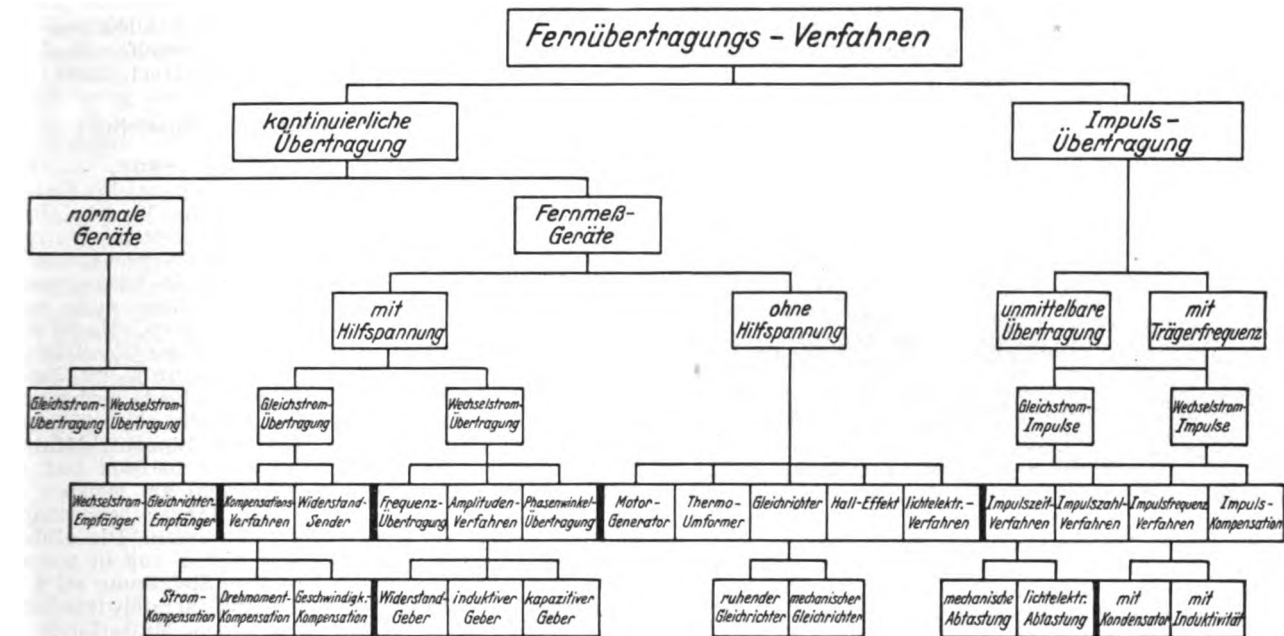 Fernübertragungs - Verfahren
kontinuierliche
Übertragung
Impuls-
Übertragung
normale
Geräte
Fernmeß-
Geräte
mit
Hilfspannung
ohne
Hilfspannung
unmittelbare
Übertragung
mit
Trägerfrequenz
Gleichstrom-
Übertragung
Wechselstrom-
Übertragung
Gleichstrom-
Übertragung
Wechselstrom-
Übertragung
Gleichstrom-
Impulse
Wechselstrom-
Impulse
Wechselstrom-
Empfänger
Gleichrichter-
Empfänger
Kompensations-
Verfahren
Widerstand-
Sender
Frequenz-
Übertragung
Amplituden-
Verfahren
Phasenwinkel-
Übertragung
Motor-
Generator
Thermo-
Umformer
Gleichrichter
Hall-Effekt
lichtelektr.-
Verfahren
Impulszeit-
Verfahren
Impulszahl-
Verfahren
Impulsfrequenz
Verfahren
Impuls-
Kompensation
Strom-
Kompensation
Drehmoment-
Kompensation
Geschwindigk.-
Kompensation
Widerstand-
Geber
induktiver
Geber
kapazitiver
Geber
ruhender
Gleichrichter
mechanischer
Gleichrichter
mechanische
Abtastung
lichtelektr.
Abtastung
mit
Kondensator
mit
Induktivität